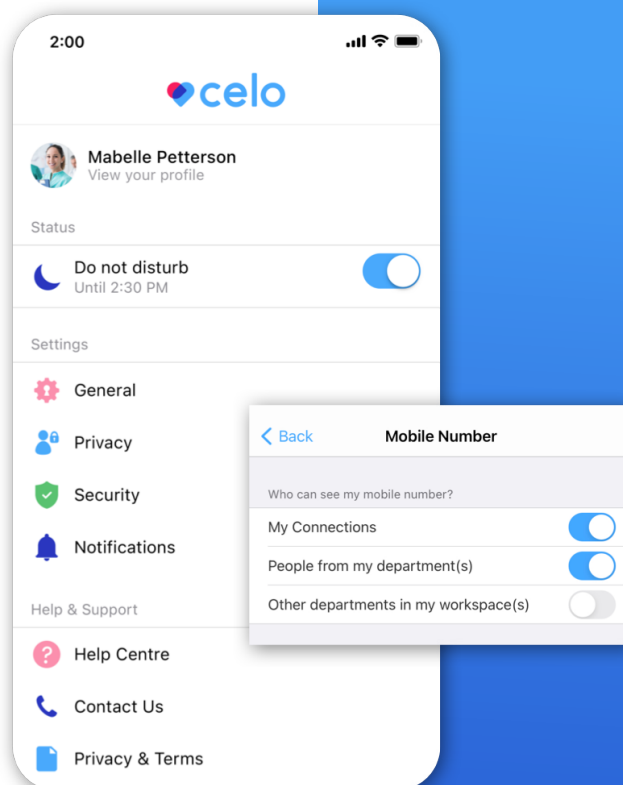 2:00
celo
Mabelle Petterson
View your profile
Status
Do not disturb
Until 2:30 PM
Settings
General
Privacy
Security
Notifications
Help & Support
Help Centre
Contact Us
Privacy & Terms
Back Mobile Number
Who can see my mobile number?
My Connections
People from my department(s)
Other departments in my workspace(s)